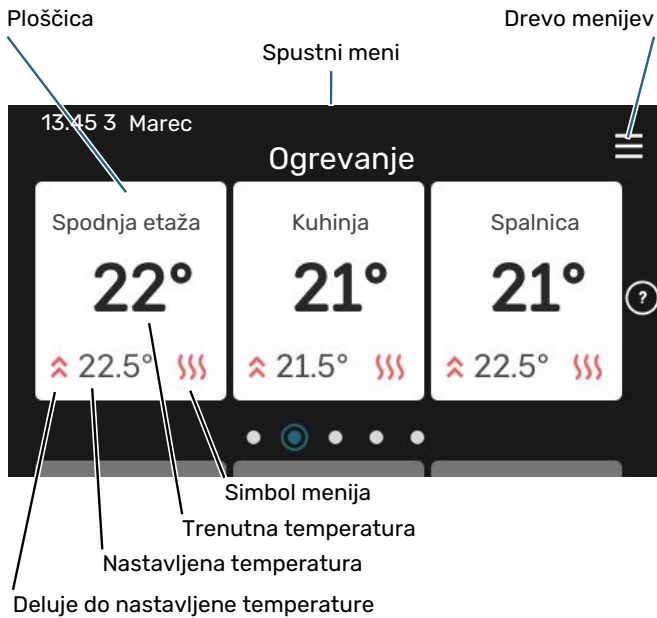 Ploščica
Drevo menijev
Spustni meni
13.45 3 Marec
Ogrevanje
Spodnja etaža
Kuhinja
Spalnica
22°
21°
21°
?
22.5°
21.5°
22.5°
Simbol menija
Trenutna temperatura
Nastavljena temperatura
Deluje do nastavljene temperature